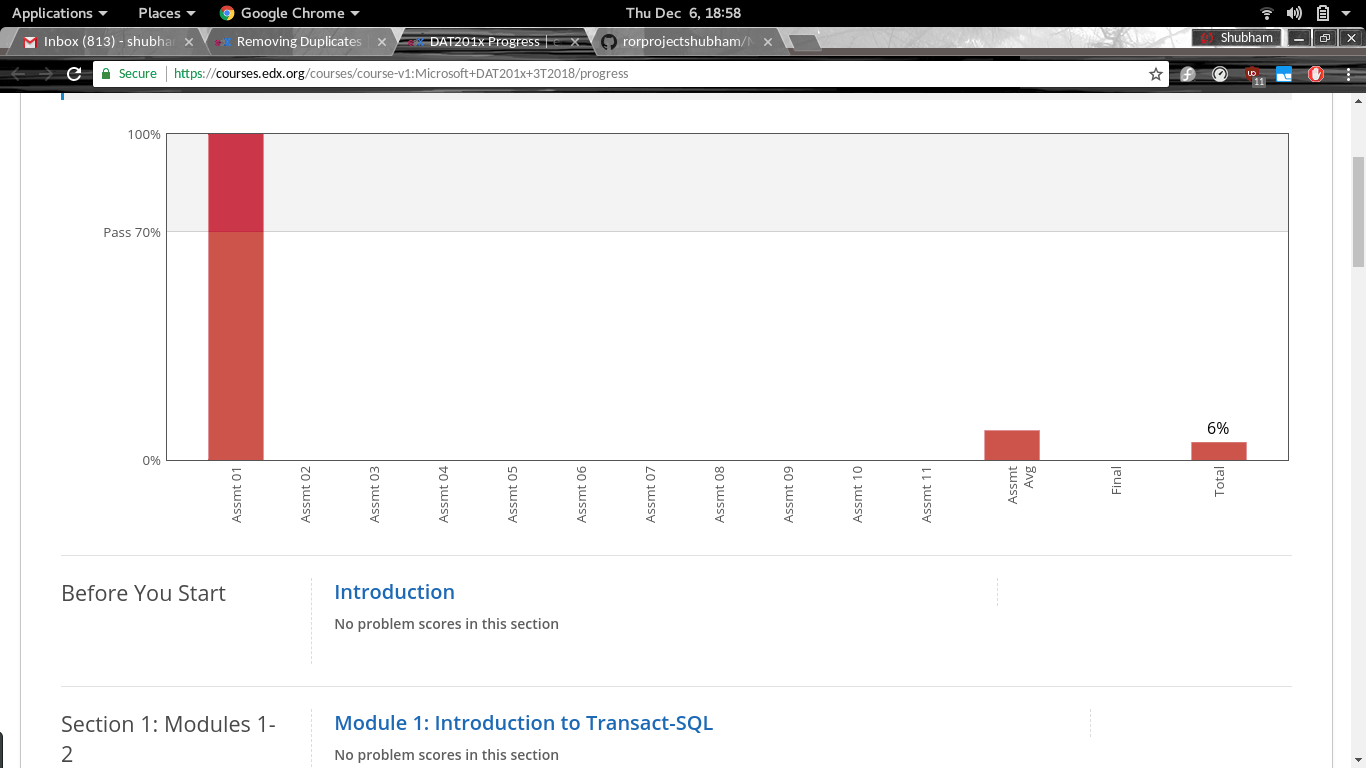 Applications Places Google Chrome Thu Dec 6, 18:58
Inbox (813) - shubha Removing Duplicates DAT201x Progress | rorprojectshubham/ Shubham
Secure https://courses.edx.org/courses/course-v1:Microsoft+DAT201x+3T2018/progress 11
100%
Pass 70%
6%
0%
Assmt 01
Assmt 02
Assmt 03
Assmt 04
Assmt 05
Assmt 06
Assmt 07
Assmt 08
Assmt 09
Assmt 10
Assmt 11
Assmt
Avg
Final
Total
Before You Start
Introduction
No problem scores in this section
Section 1: Modules 1-
2
Module 1: Introduction to Transact-SQL
No problem scores in this section